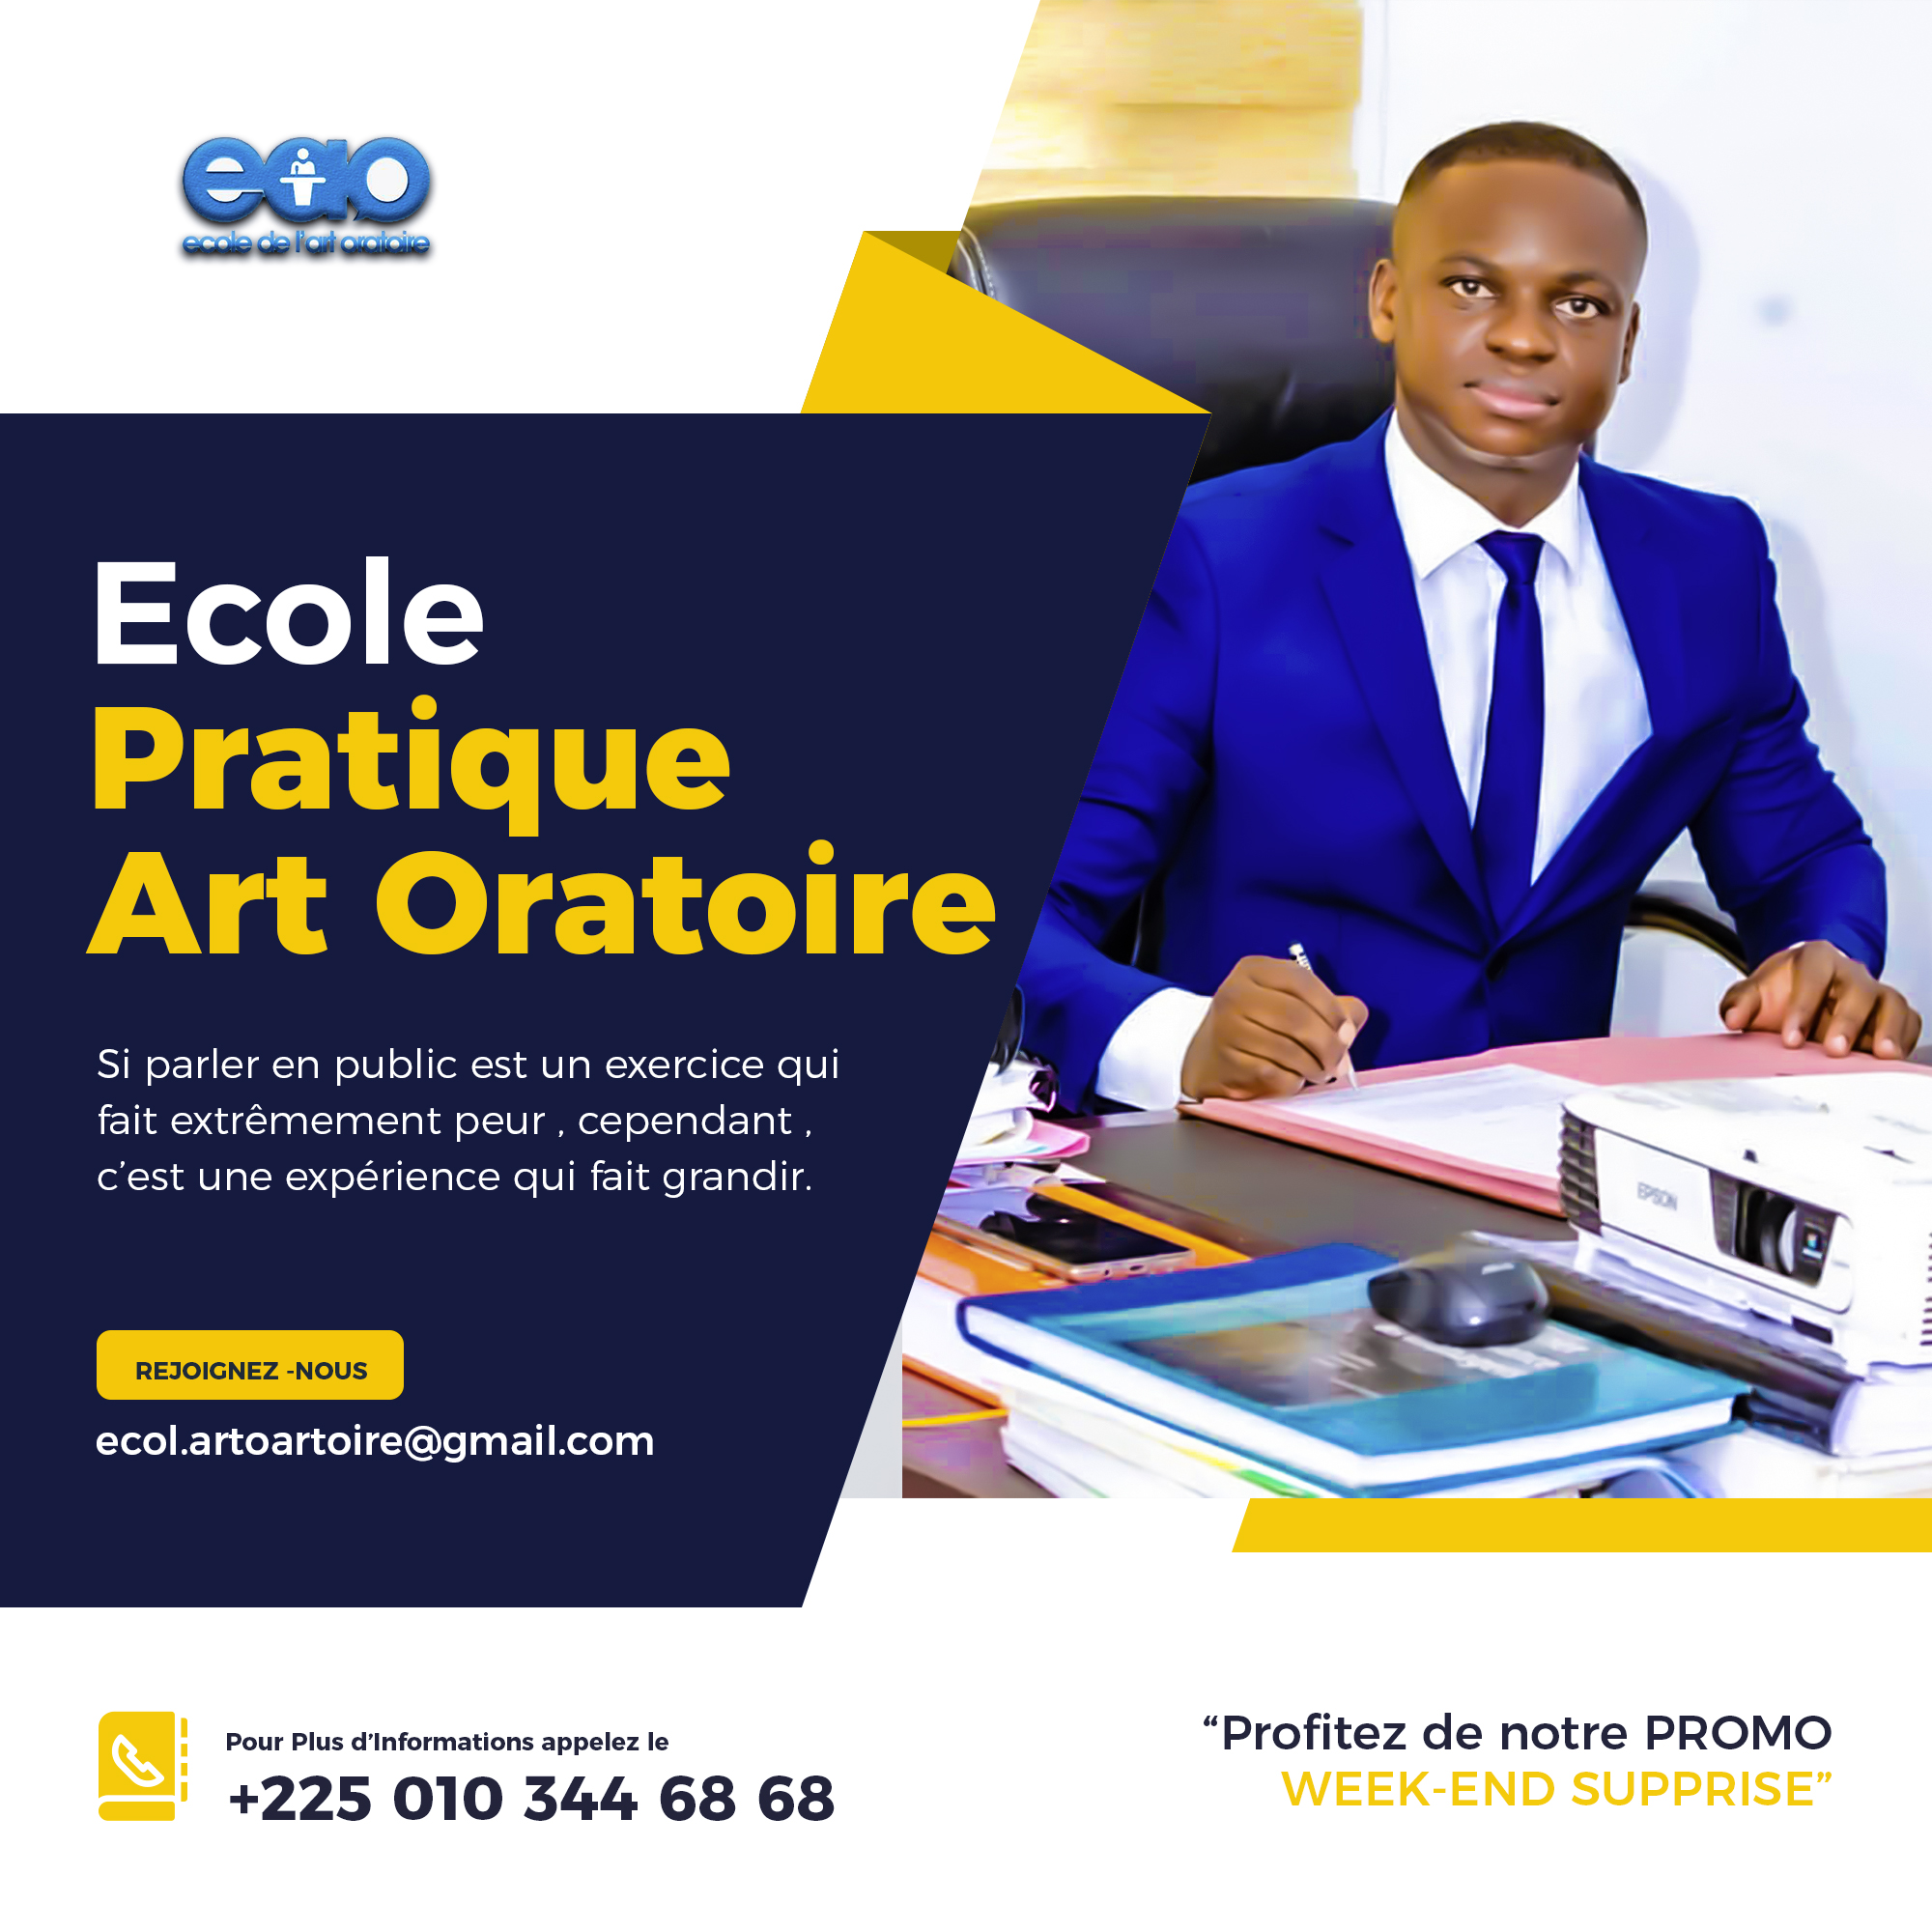 eao
ecole de l'art oratoire
Ecole
Pratique
Art Oratoire
Si parler en public est un exercice qui
fait extrêmement peur , cependant ,
c’est une expérience qui fait grandir.
EPSON
REJOIGNEZ -NOUS
ecol.artoartoire@gmail.com
Pour Plus d’Informations appelez le
+225 010 344 68 68
“Profitez de notre PROMO
WEEK-END SUPPRISE”